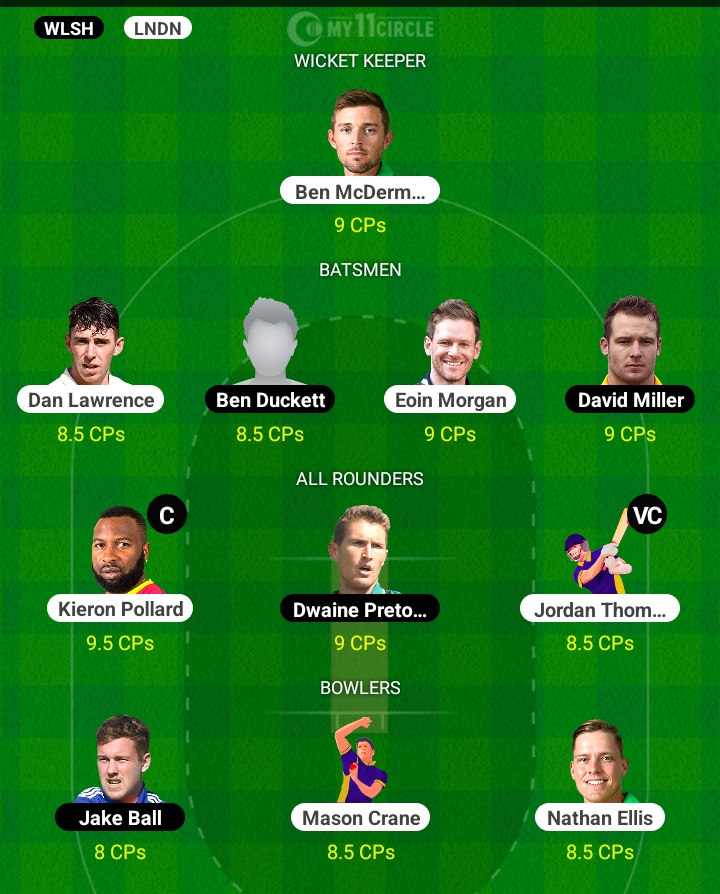 WLSH LNDN MY11CIRCLE
WICKET KEEPER
Ben McDerm...
9 CPs
BATSMEN
Dan Lawrence Ben Duckett Eoin Morgan David Miller
8.5 CPs 8.5 CPs 9 CPs 9 CPs
ALL ROUNDERS
C VC
Kieron Pollard Dwaine Preto... Jordan Thom...
9.5 CPs 9 CPs 8.5 CPs
BOWLERS
Jake Ball Mason Crane Nathan Ellis
8 CPs 8.5 CPs 8.5 CPs